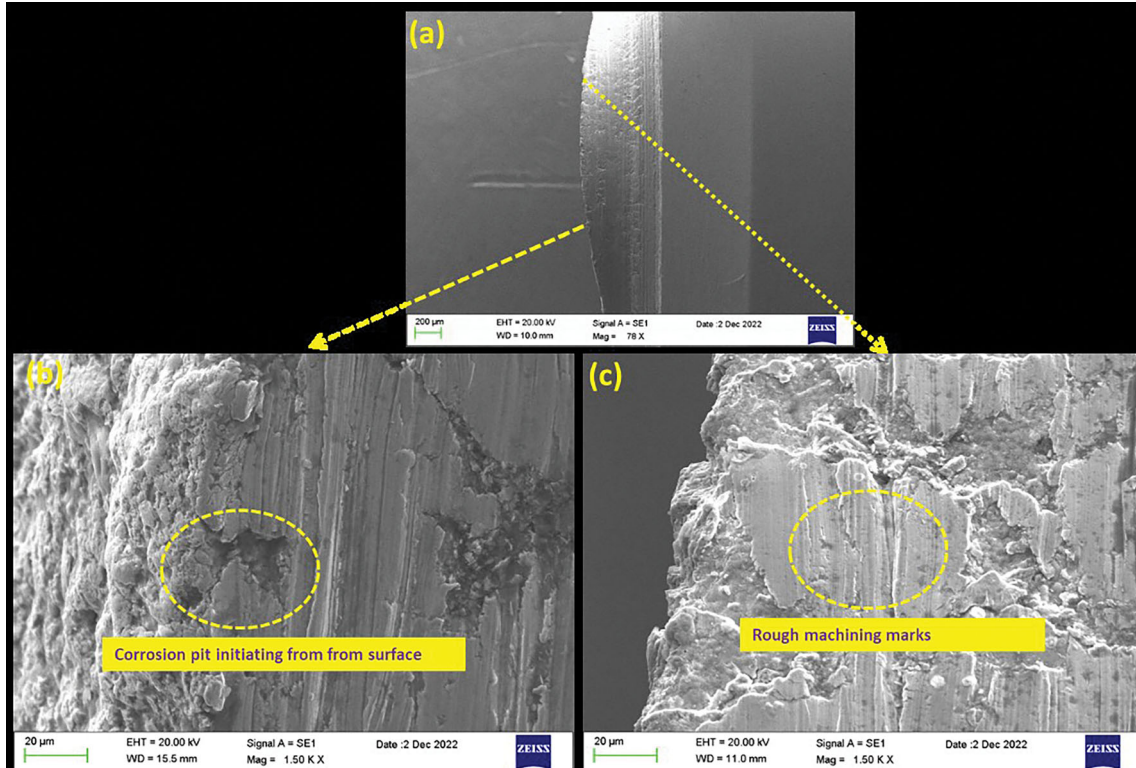 (a)
200 µm
EHT = 20.00 kV
WD = 10.0 mm
Signal A = SE1
Mag = 78 X
Date :2 Dec 2022
ZEISS
(b)
Corrosion pit initiating from from surface
20 µm
EHT = 20.00 kV
WD = 15.5 mm
Signal A = SE1
Mag = 1.50 K X
Date :2 Dec 2022
ZEISS
(c)
Rough machining marks
20 µm
EHT = 20.00 kV
WD = 11.0 mm
Signal A = SE1
Mag = 1.50 K X
Date :2 Dec 2022
ZEISS